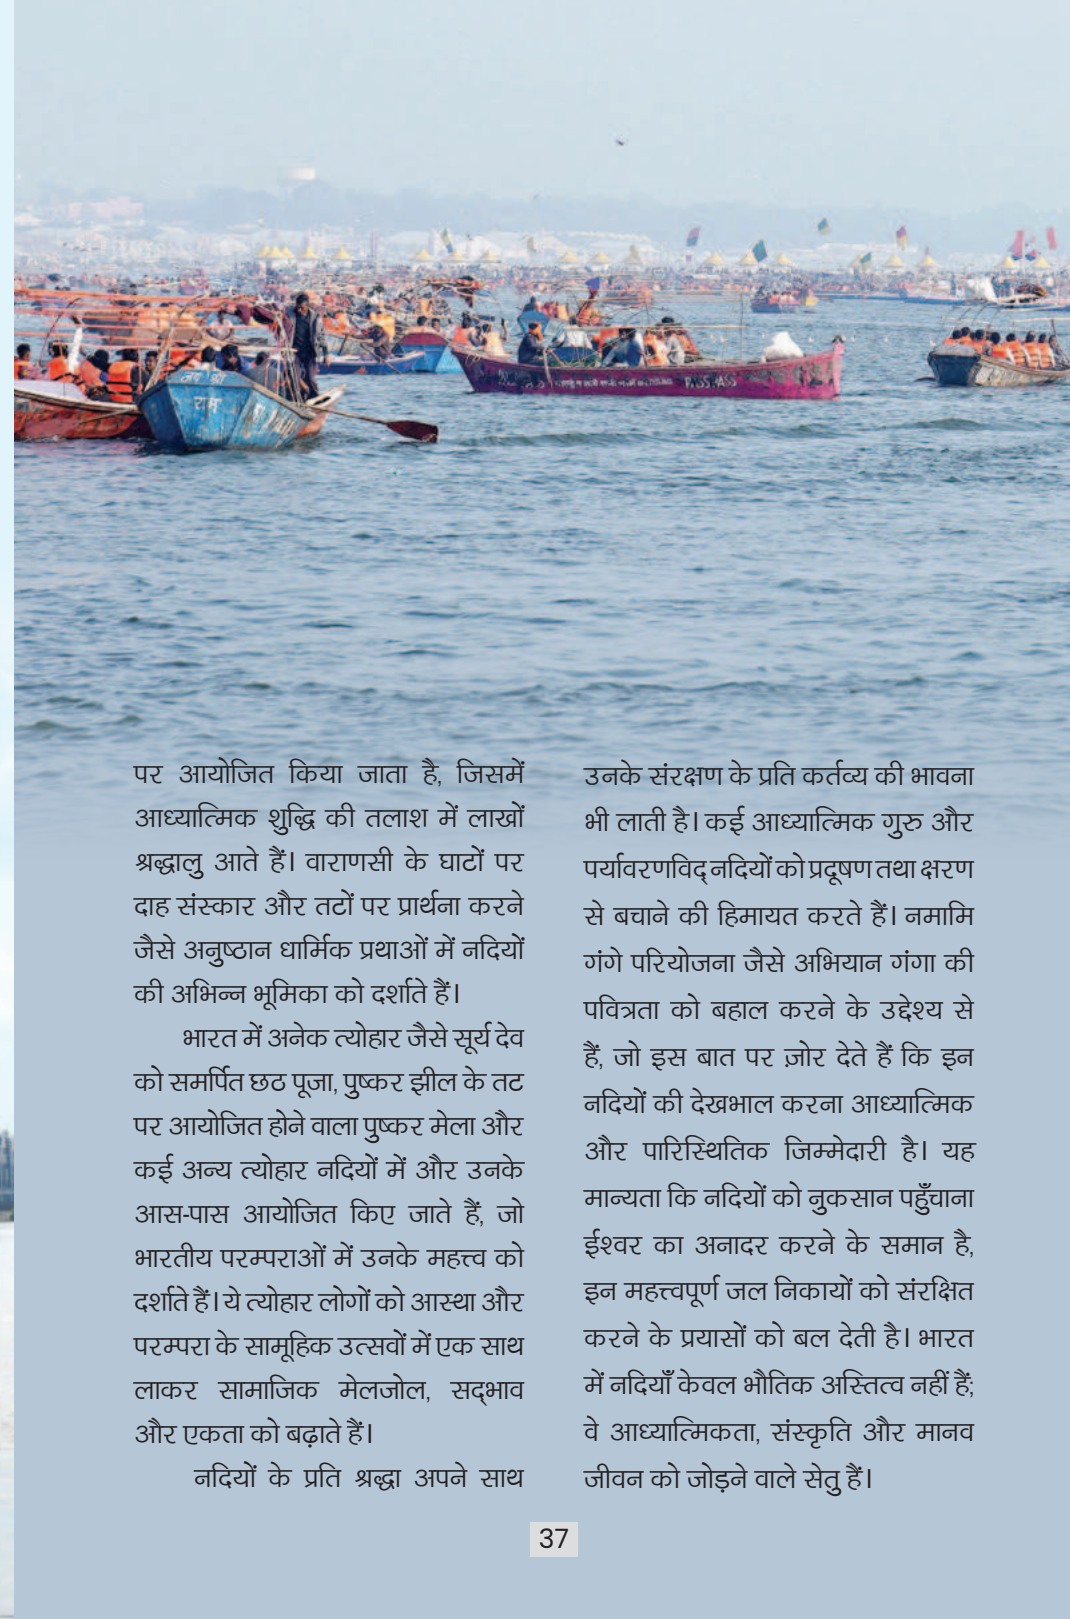 जय श्री
राम
पर आयोजित किया जाता है, जिसमें
आध्यात्मिक शुद्धि की तलाश में लाखों
श्रद्धालु आते हैं। वाराणसी के घाटों पर
दाह संस्कार और तटों पर प्रार्थना करने
जैसे अनुष्ठान धार्मिक प्रथाओं में नदियों
की अभिन्न भूमिका को दर्शाते हैं।
भारत में अनेक त्योहार जैसे सूर्य देव
को समर्पित छठ पूजा, पुष्कर झील के तट
पर आयोजित होने वाला पुष्कर मेला और
कई अन्य त्योहार नदियों में और उनके
आस-पास आयोजित किए जाते हैं, जो
भारतीय परम्पराओं में उनके महत्त्व को
दर्शाते हैं। ये त्योहार लोगों को आस्था और
परम्परा के सामूहिक उत्सवों में एक साथ
लाकर सामाजिक मेलजोल, सद्‌भाव
और एकता को बढ़ाते हैं।
नदियों के प्रति श्रद्धा अपने साथ
उनके संरक्षण के प्रति कर्तव्य की भावना
भी लाती है। कई आध्यात्मिक गुरु और
पर्यावरणविद् नदियों को प्रदूषण तथा क्षरण
से बचाने की हिमायत करते हैं। नमामि
गंगे परियोजना जैसे अभियान गंगा की
पवित्रता को बहाल करने के उद्देश्य से
हैं, जो इस बात पर ज़ोर देते हैं कि इन
नदियों की देखभाल करना आध्यात्मिक
और पारिस्थितिक जिम्मेदारी है। यह
मान्यता कि नदियों को नुकसान पहुँचाना
ईश्वर का अनादर करने के समान है,
इन महत्त्वपूर्ण जल निकायों को संरक्षित
करने के प्रयासों को बल देती है। भारत
में नदियाँ केवल भौतिक अस्तित्व नहीं हैं;
वे आध्यात्मिकता, संस्कृति और मानव
जीवन को जोड़ने वाले सेतु हैं।
37